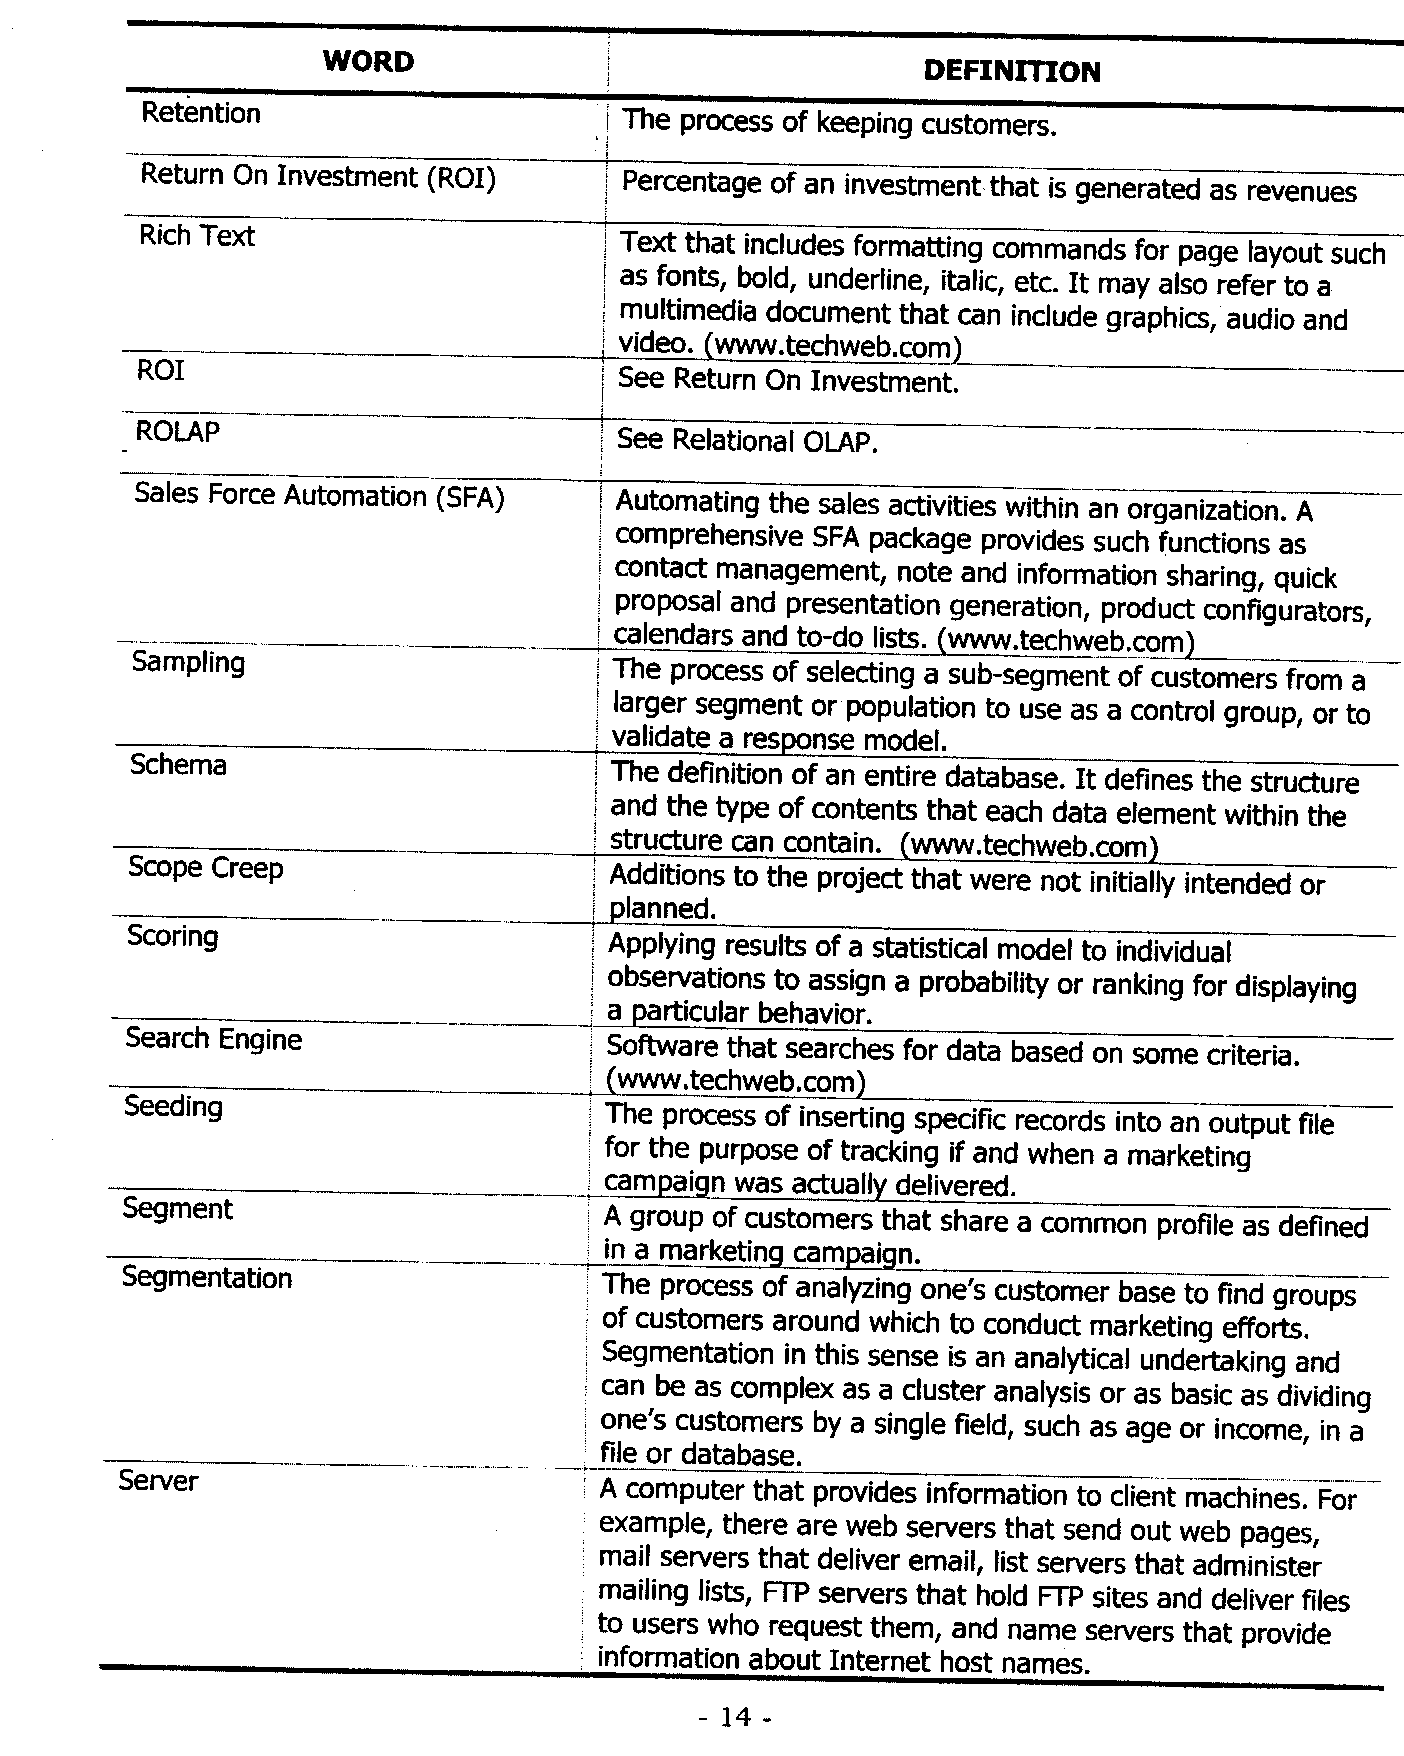 WORD DEFINITION
Retention The process of keeping customers.
Return On Investment (ROI) Percentage of an investment that is generated as revenues
Rich Text Text that includes formatting commands for page layout such
as fonts, bold, underline, italic, etc. It may also refer to a
multimedia document that can include graphics, audio and
video. (www.techweb.com)
ROI See Return On Investment.
ROLAP See Relational OLAP.
Sales Force Automation (SFA) Automating the sales activities within an organization. A
comprehensive SFA package provides such functions as
contact management, note and information sharing, quick
proposal and presentation generation, product configurators,
calendars and to-do lists. (www.techweb.com)
Sampling The process of selecting a sub-segment of customers from a
larger segment or population to use as a control group, or to
validate a response model.
Schema The definition of an entire database. It defines the structure
and the type of contents that each data element within the
structure can contain. (www.techweb.com)
Scope Creep Additions to the project that were not initially intended or
planned.
Scoring Applying results of a statistical model to individual
observations to assign a probability or ranking for displaying
a particular behavior.
Search Engine Software that searches for data based on some criteria.
(www.techweb.com)
Seeding The process of inserting specific records into an output file
for the purpose of tracking if and when a marketing
campaign was actually delivered.
Segment A group of customers that share a common profile as defined
in a marketing campaign.
Segmentation The process of analyzing one's customer base to find groups
of customers around which to conduct marketing efforts.
Segmentation in this sense is an analytical undertaking and
can be as complex as a cluster analysis or as basic as dividing
one's customers by a single field, such as age or income, in a
file or database.
Server A computer that provides information to client machines. For
example, there are web servers that send out web pages,
mail servers that deliver email, list servers that administer
mailing lists, FTP servers that hold FTP sites and deliver files
to users who request them, and name servers that provide
information about Internet host names.
- 14 -